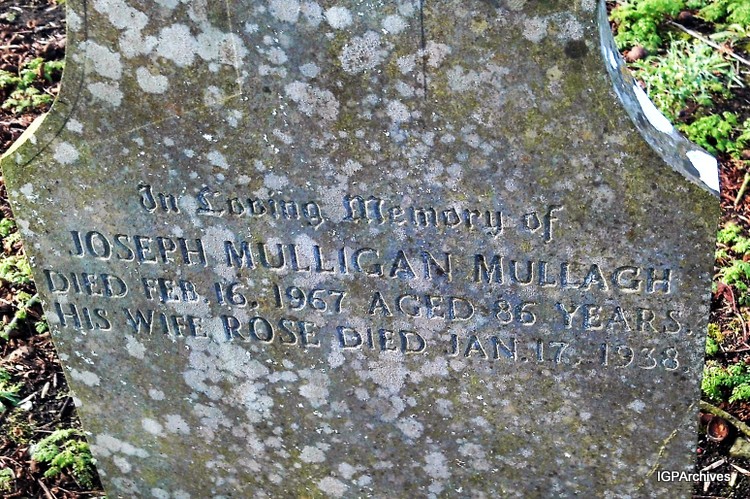 In Loving Memory of
JOSEPH MULLIGAN MULLAGH
DIED FEB. 16, 1967 AGED 86 YEARS.
HIS WIFE, ROSE DIED JAN. 17, 1938
IGPArchives